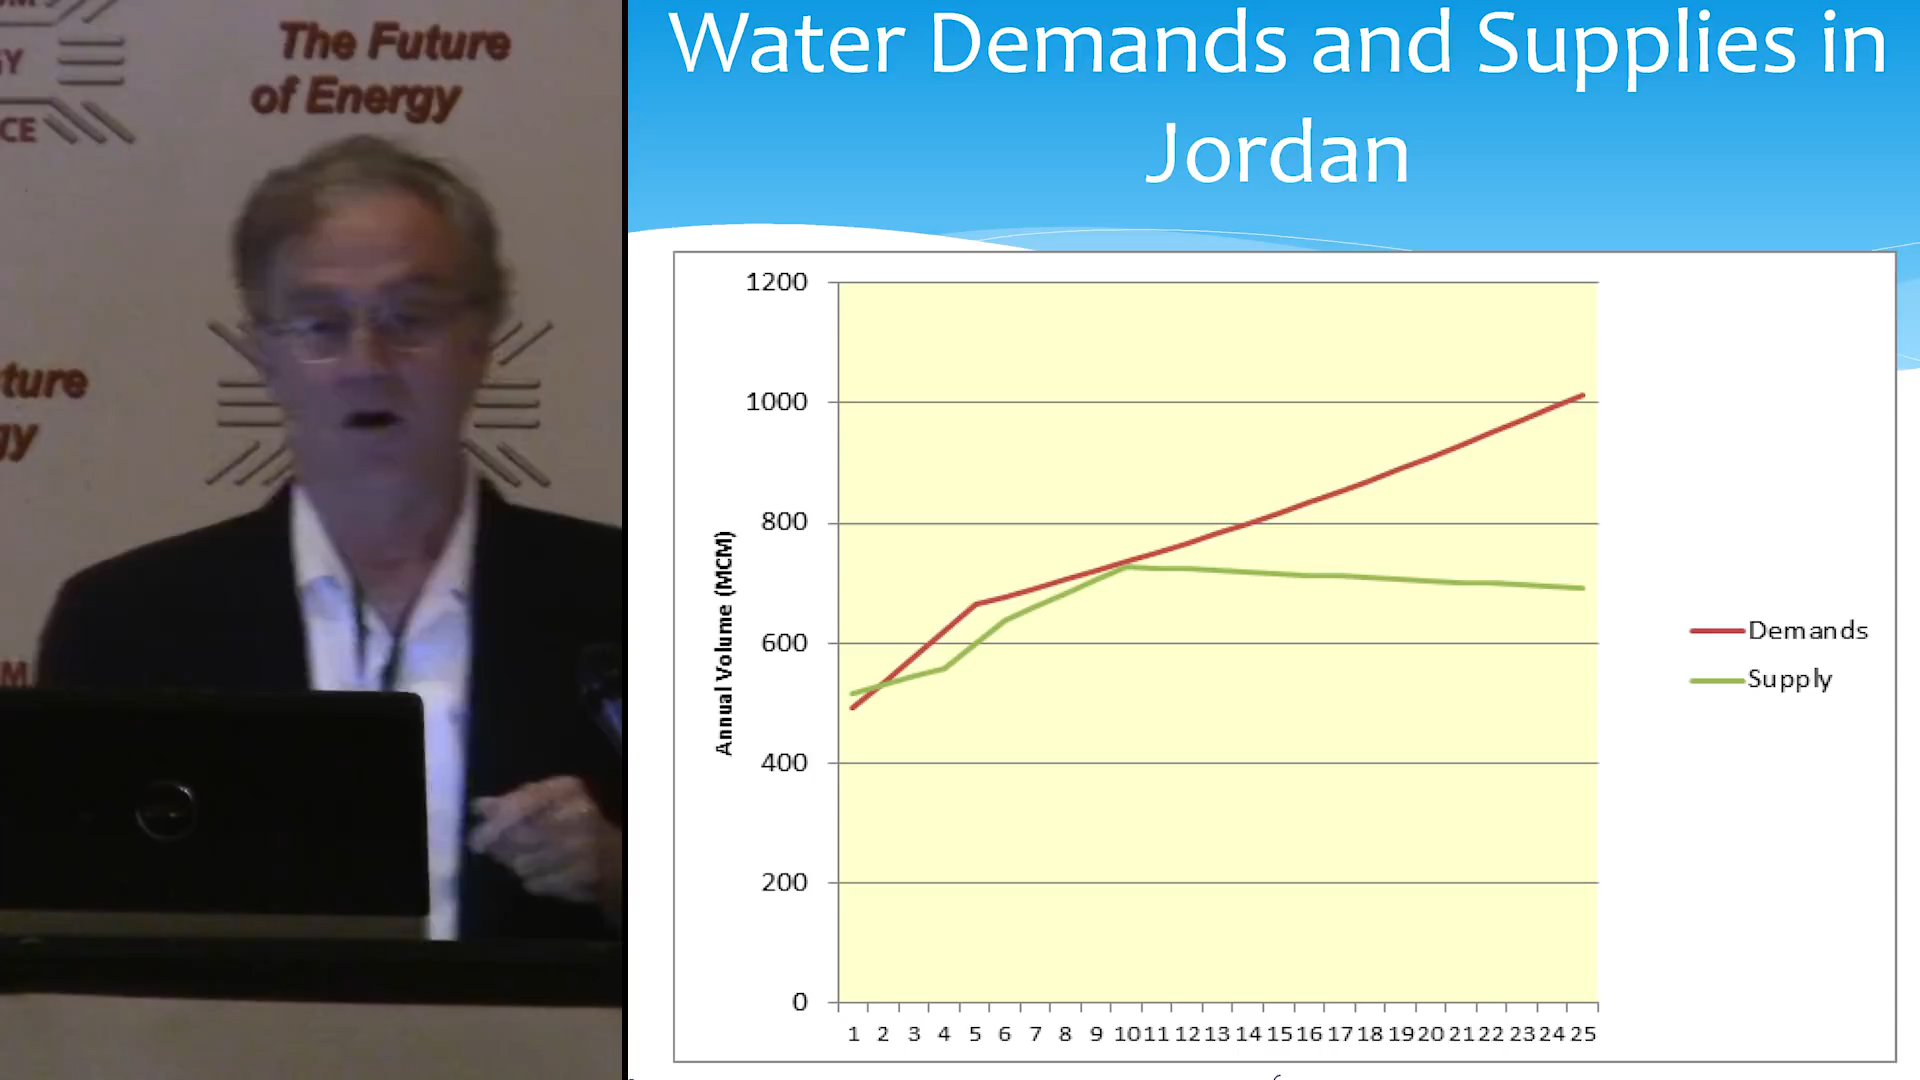 The Future
of Energy
GY
CE
ture
gy
M
Water Demands and Supplies in
Jordan
1200
1000
800
600
400
200
0
Annual Volume (MCM)
1 2 3 4 5 6 7 8 9 10 11 12 13 14 15 16 17 18 19 20 21 22 23 24 25
Demands
Supply